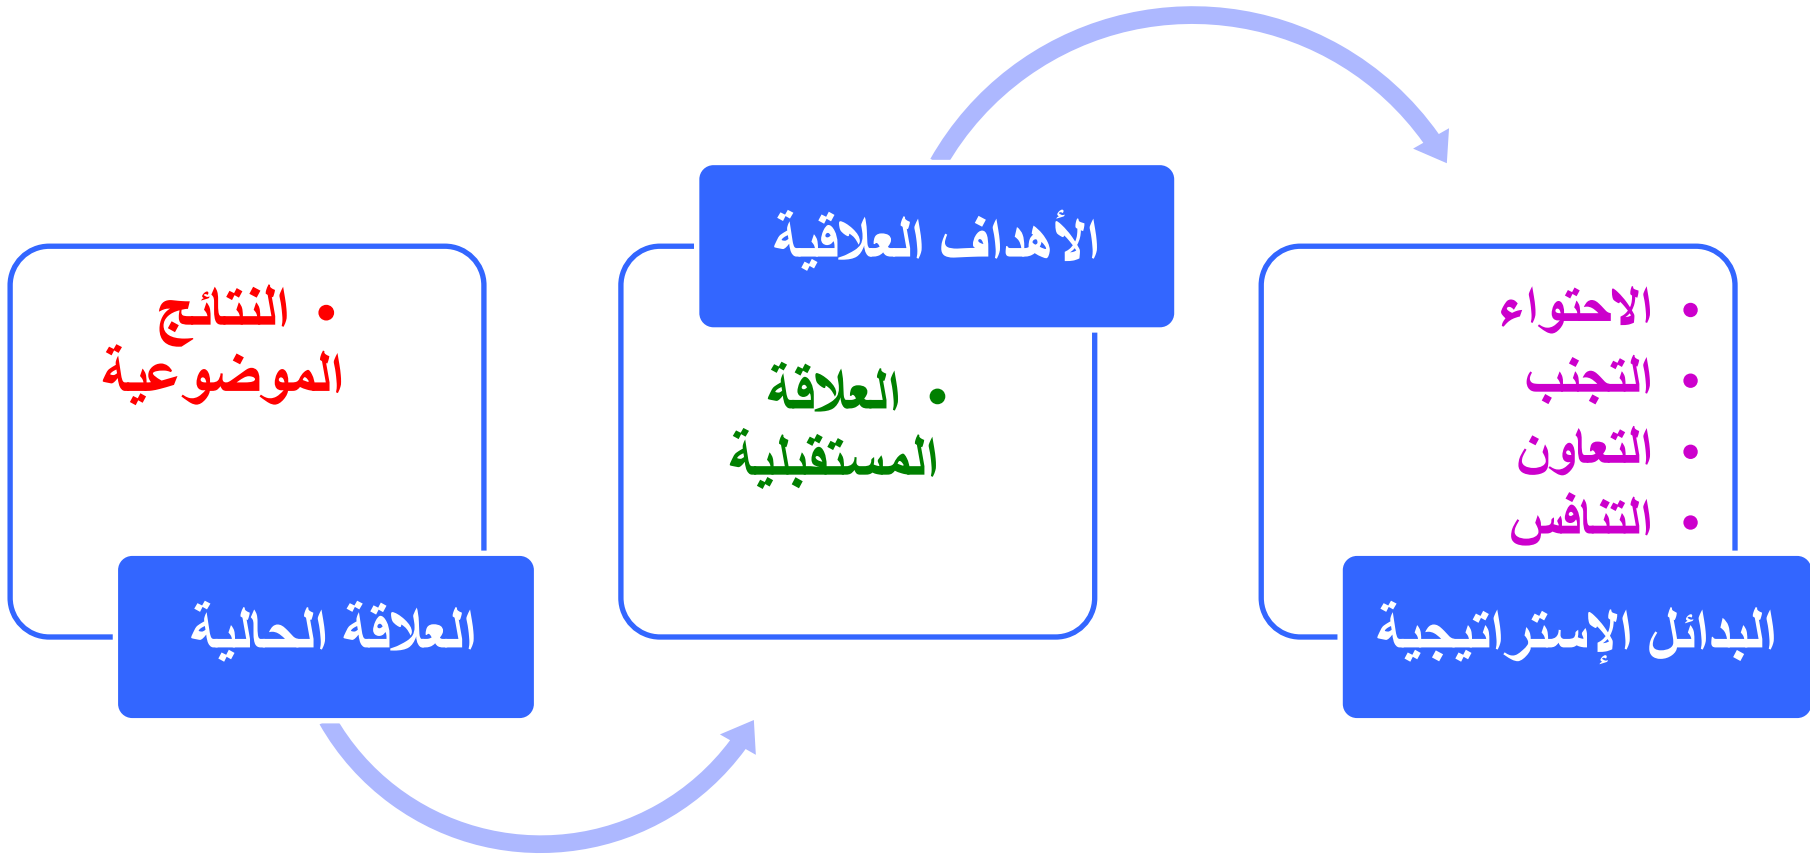 • النتائج
الموضوعية
العلاقة الحالية
الأهداف العلاقية
• العلاقة
المستقبلية
• الاحتواء
• التجنب
• التعاون
• التنافس
البدائل الإستراتيجية